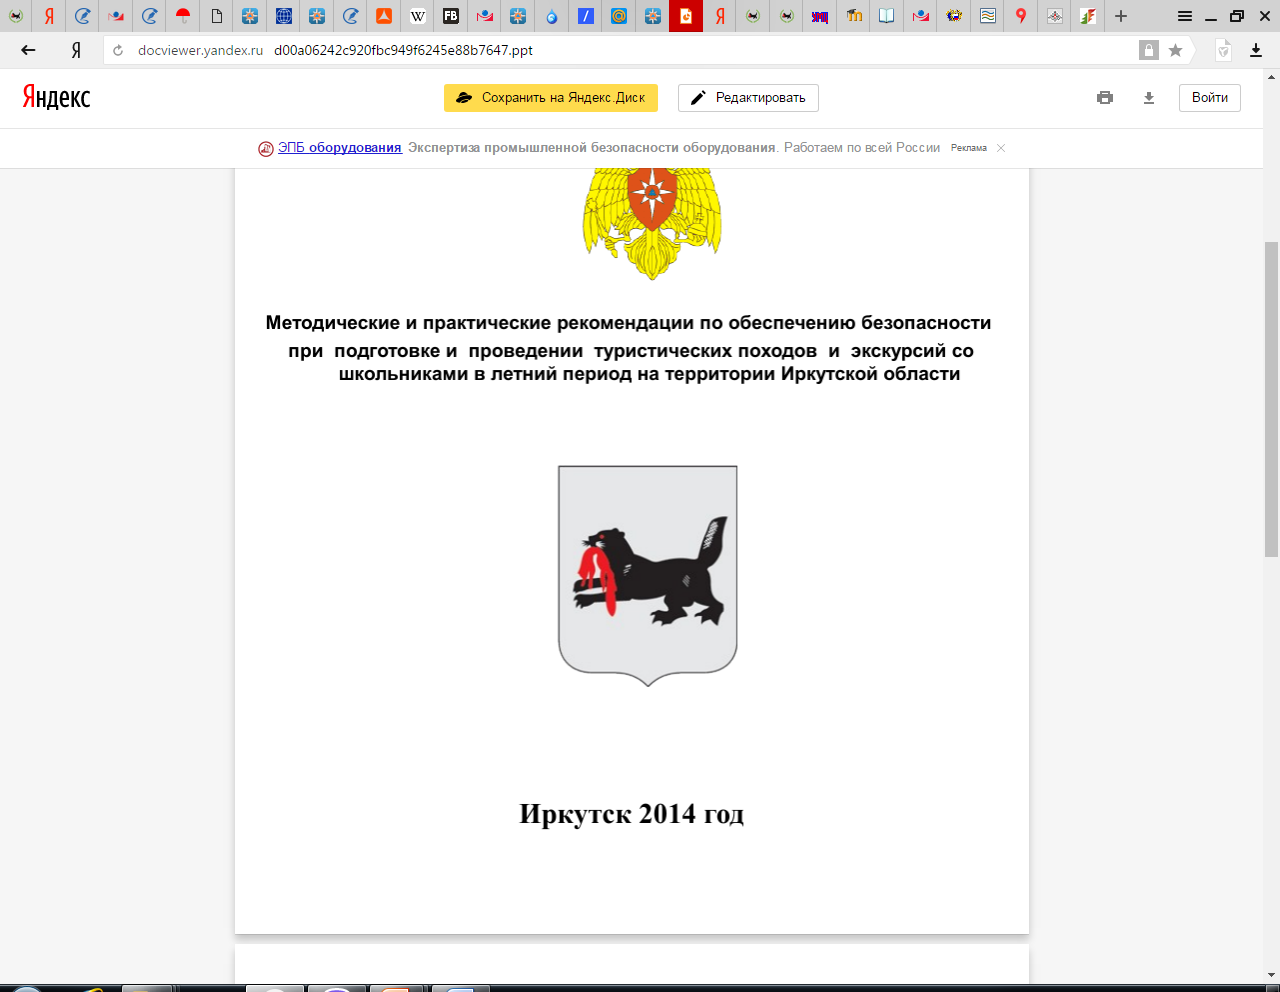 docviewer.yandex.ru d00a06242c920fbc949f6245e88b7647.ppt
Яндекс
Сохранить на Яндекс.Диск
Редактировать
Войти
ЭПБ оборудования Экспертиза промышленной безопасности оборудования. Работаем по всей России Реклама
Методические и практические рекомендации по обеспечению безопасности
при подготовке и проведении туристических походов и экскурсий со
школьниками в летний период на территории Иркутской области
Иркутск 2014 год